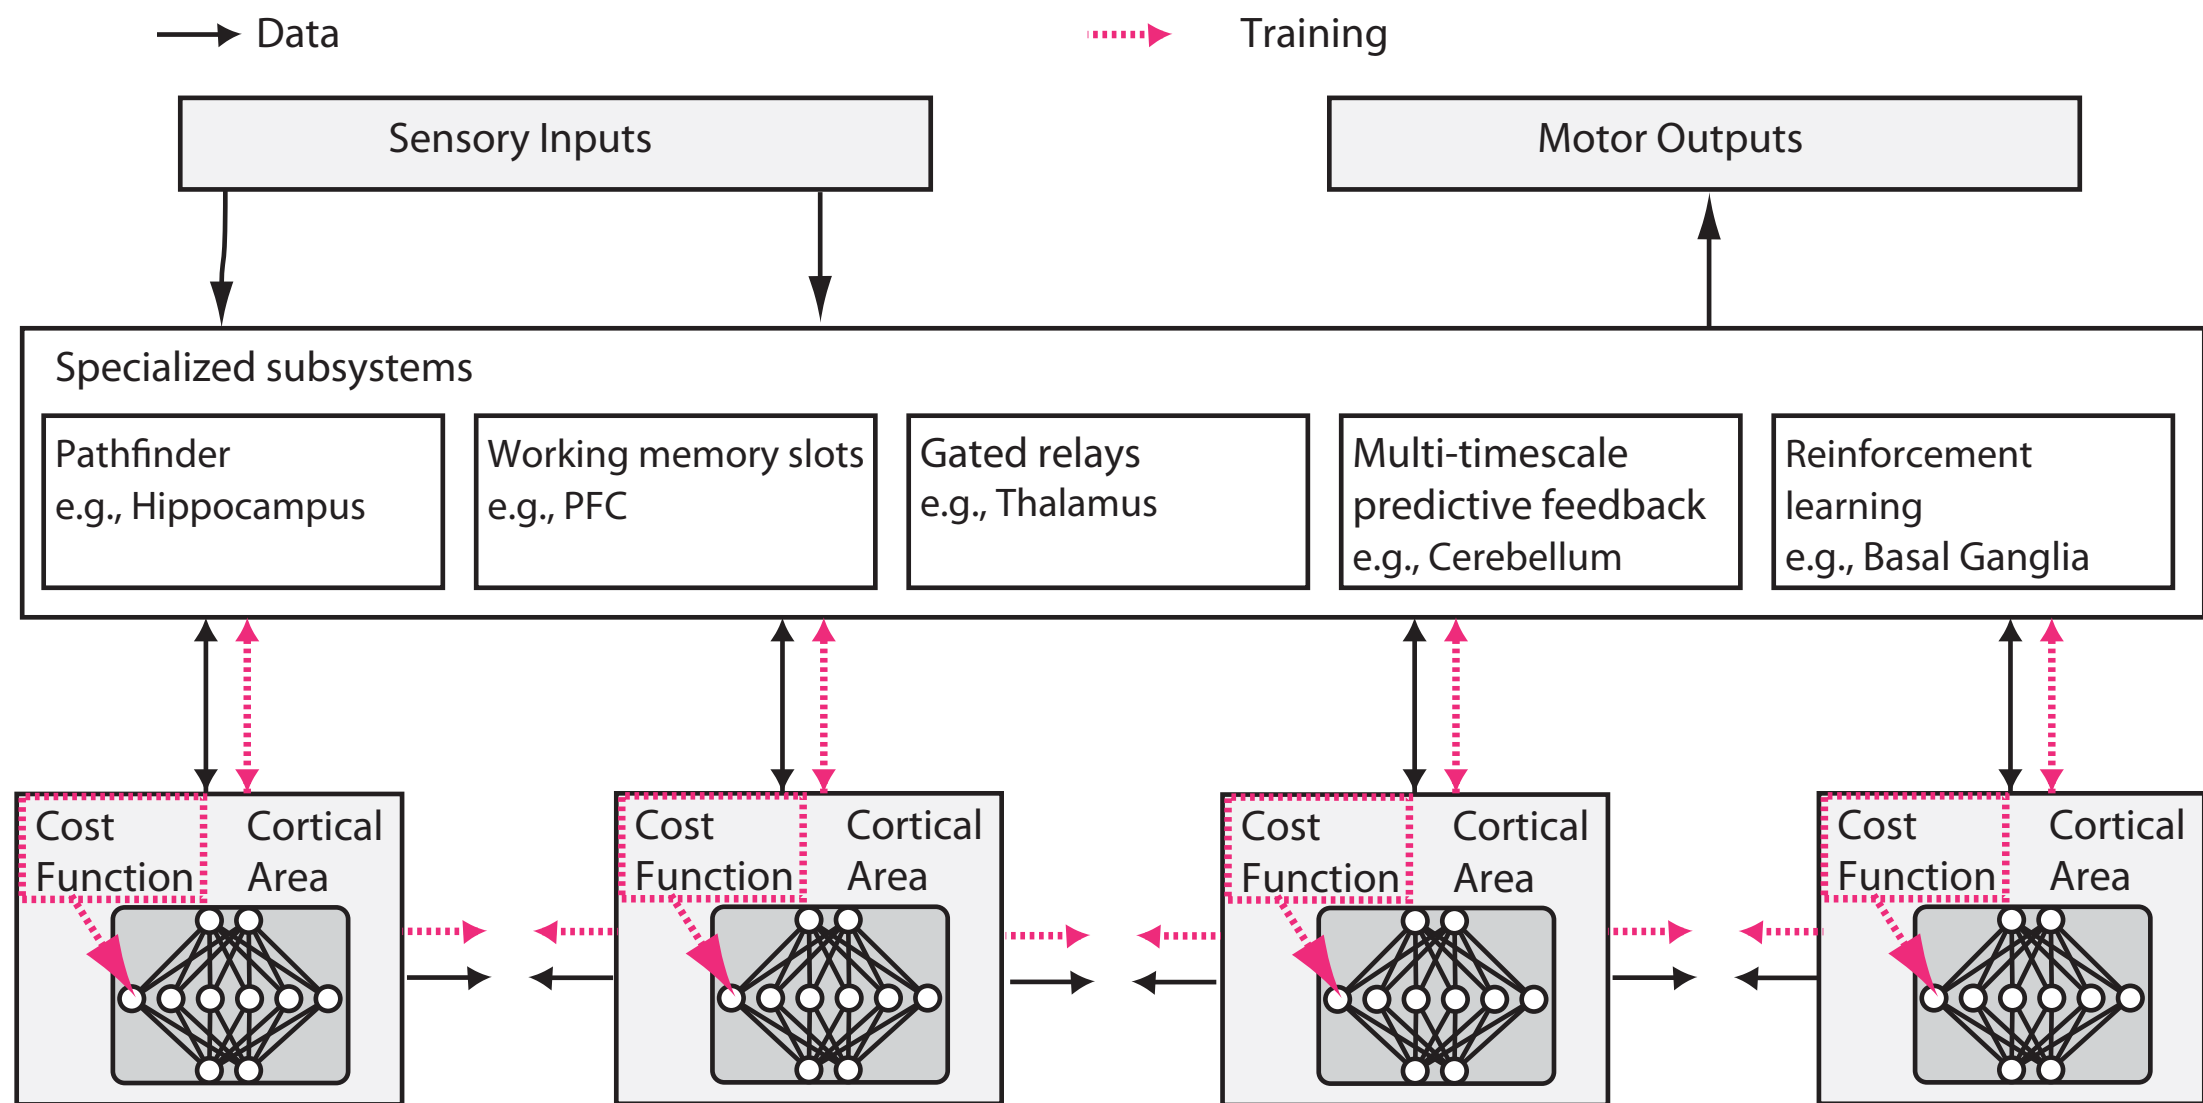 Data
Training
Sensory Inputs
Motor Outputs
Specialized subsystems
Pathfinder
e.g., Hippocampus
Working memory slots
e.g., PFC
Gated relays
e.g., Thalamus
Multi-timescale
predictive feedback
e.g., Cerebellum
Reinforcement
learning
e.g., Basal Ganglia
Cost
Function
Cortical
Area
Cost
Function
Cortical
Area
Cost
Function
Cortical
Area
Cost
Function
Cortical
Area